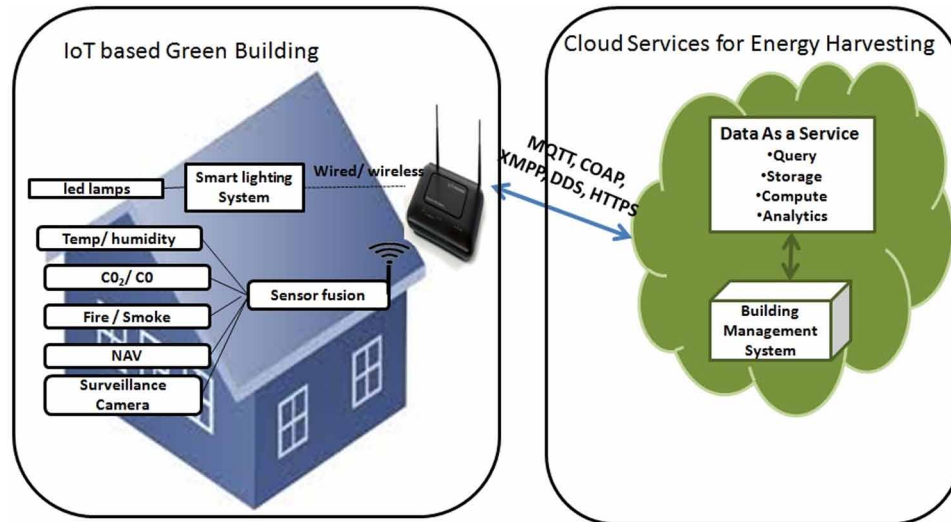 IoT based Green Building
Cloud Services for Energy Harvesting
led lamps
Smart lighting
System
Wired/ wireless
Temp/ humidity
C0₂/ C0
Fire / Smoke
NAV
Surveillance
Camera
Sensor fusion
MQTT, COAP,
XMPP, DDS, HTTPS
Data As a Service
•Query
•Storage
•Compute
•Analytics
Building
Management
System